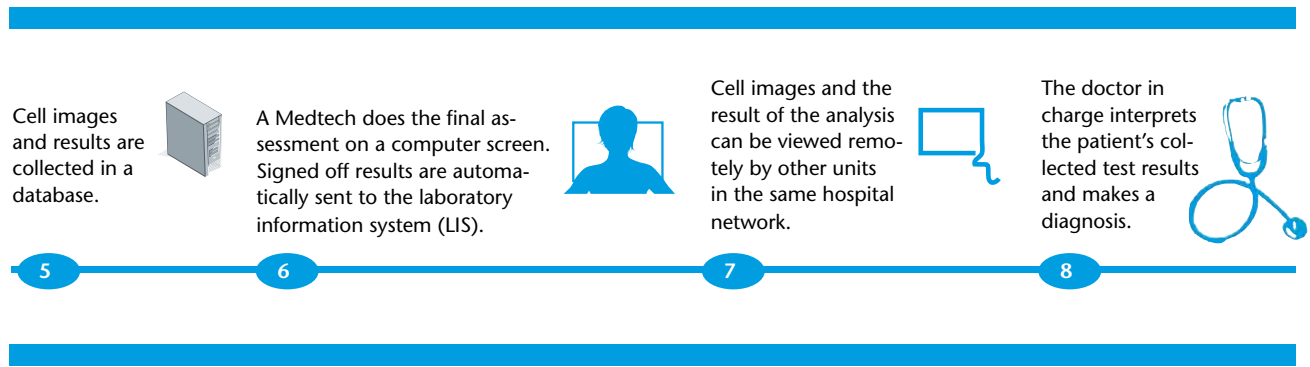 Cell images
and results are
collected in a
database.
A Medtech does the final as-
sessment on a computer screen.
Signed off results are automa-
tically sent to the laboratory
information system (LIS).
Cell images and the
result of the analysis
can be viewed remo-
tely by other units
in the same hospital
network.
The doctor in
charge interprets
the patient's col-
lected test results
and makes a
diagnosis.
5
6
7
8